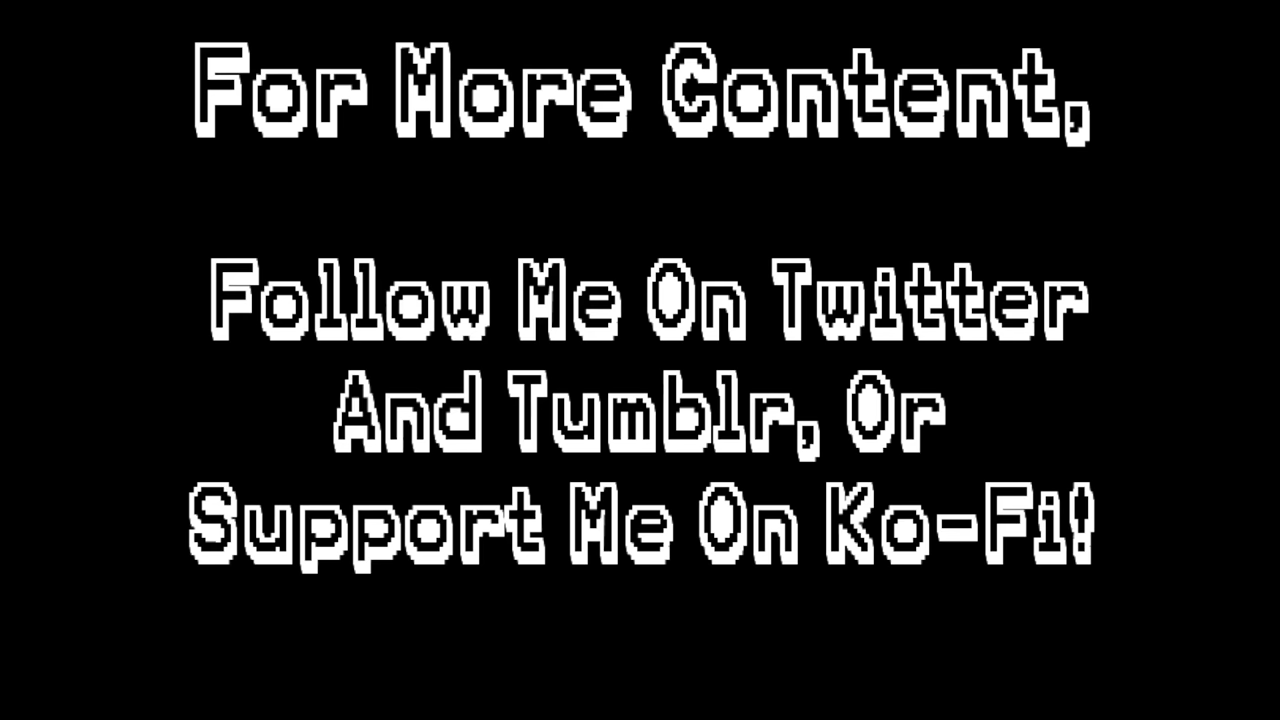 For More Content,
Follow Me On Twitter
And Tumblr, Or
Support Me On Ko-Fi!